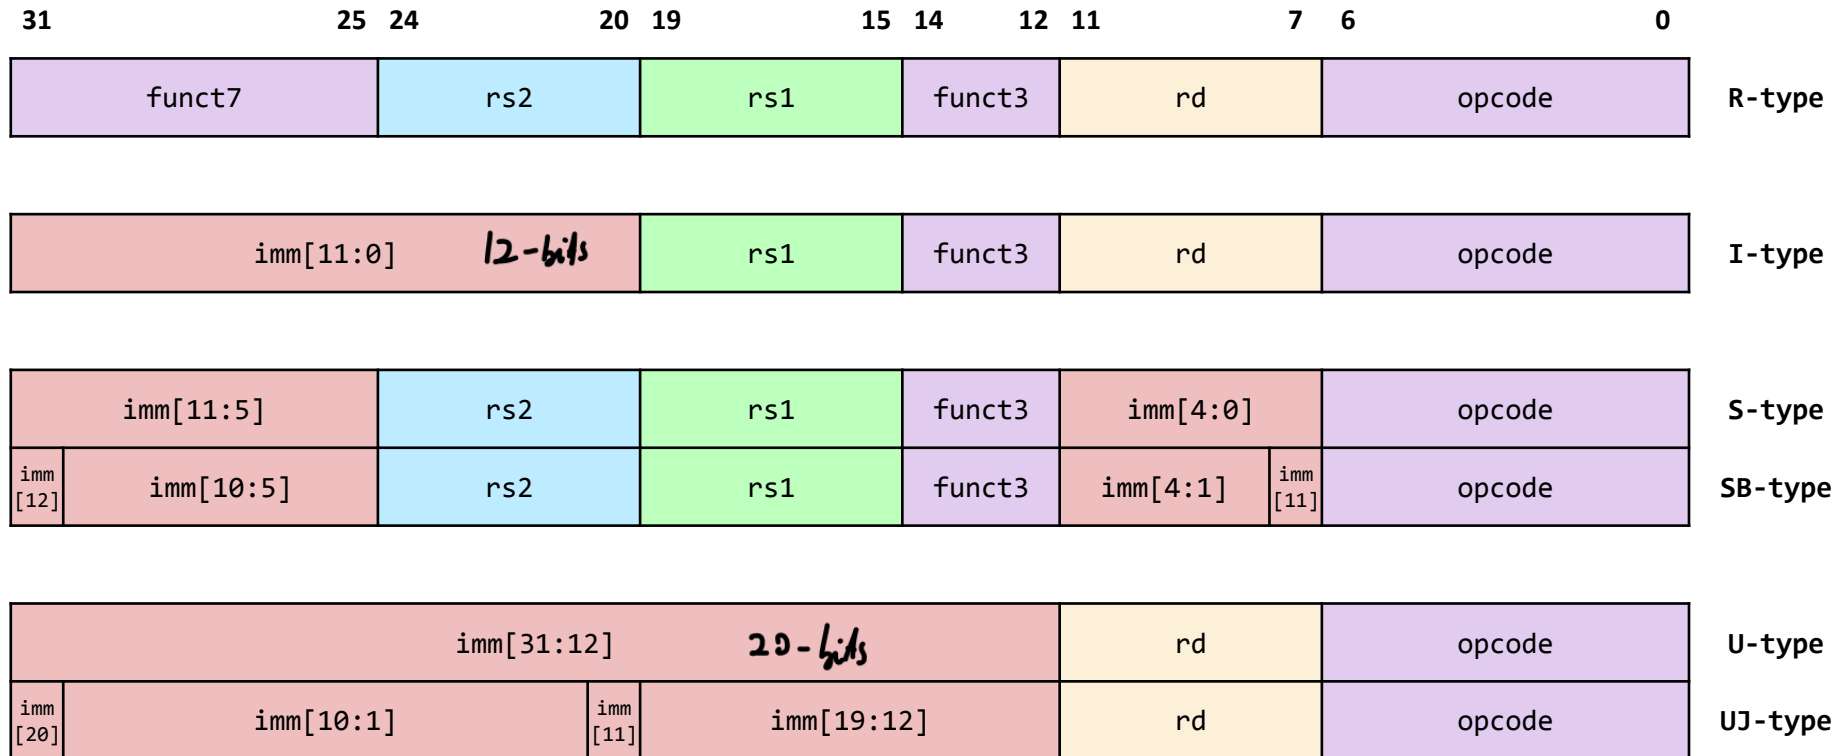 31 25 24 20 19 15 14 12 11 7 6 0
funct7 rs2 rs1 funct3 rd opcode R-type
imm[11:0] 12-bits rs1 funct3 rd opcode I-type
imm[11:5] rs2 rs1 funct3 imm[4:0] opcode S-type
imm [12] imm[10:5] rs2 rs1 funct3 imm[4:1] imm [11] opcode SB-type
imm[31:12] 20-bits rd opcode U-type
imm [20] imm[10:1] imm [11] imm[19:12] rd opcode UJ-type